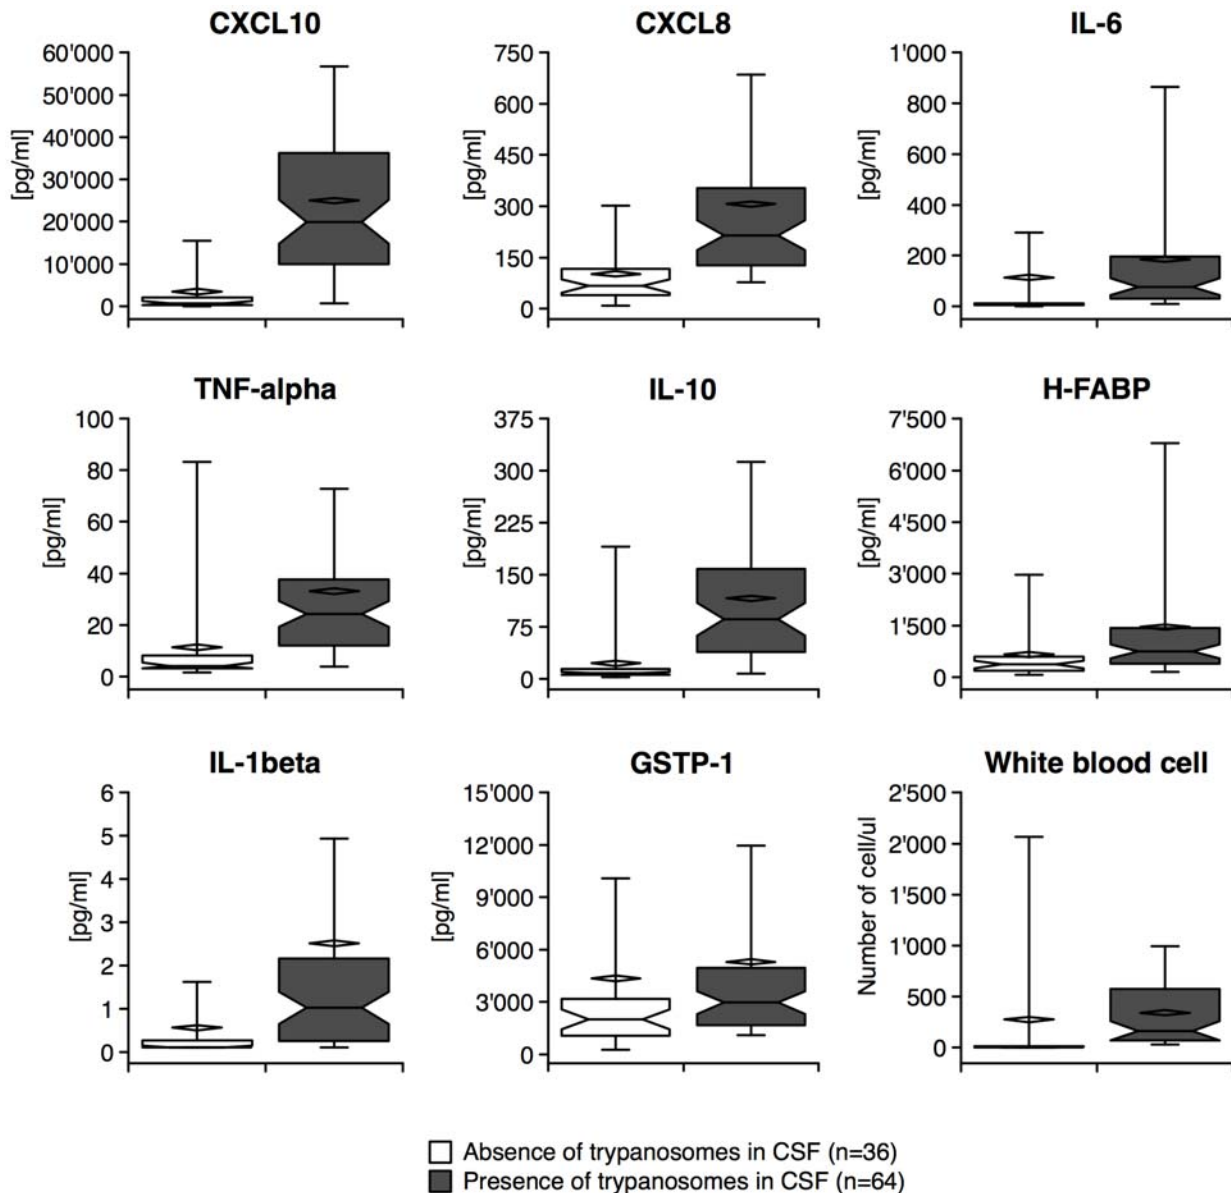 CXCL10
CXCL8
IL-6
60'000
50'000
40'000
30'000
20'000
10'000
0
[pg/ml]
750
600
450
300
150
0
[pg/ml]
1'000
800
600
400
200
0
[pg/ml]
TNF-alpha
IL-10
H-FABP
100
80
60
40
20
0
[pg/ml]
375
300
225
150
75
0
[pg/ml]
7'500
6'000
4'500
3'000
1'500
0
[pg/ml]
IL-1beta
GSTP-1
White blood cell
6
5
4
3
2
1
0
[pg/ml]
15'000
12'000
9'000
6'000
3'000
0
[pg/ml]
2'500
2'000
1'500
1'000
500
0
Number of cell/ul
Absence of trypanosomes in CSF (n=36)
Presence of trypanosomes in CSF (n=64)